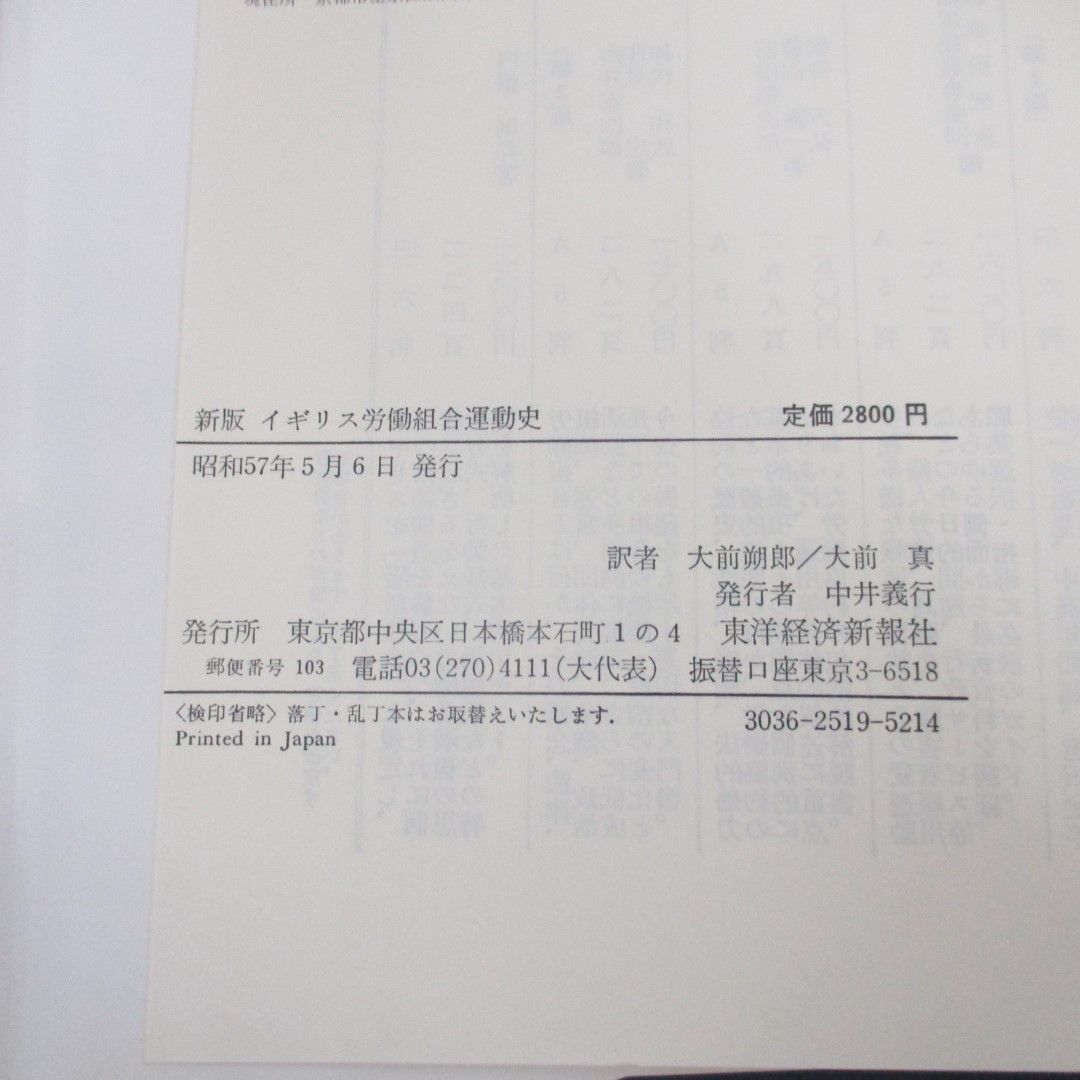 新版 イギリス労働組合運動史 定価2800円
昭和57年5月6日 発行
訳者 大前朔郎／大前 真
発行者 中井義行
発行所 東京都中央区日本橋本石町1の4 東洋経済新報社
郵便番号 103 電話03(270)4111(大代表) 振替口座東京3-6518
〈検印省略〉落丁・乱丁本はお取替えいたします. 3036-2519-5214
Printed in Japan